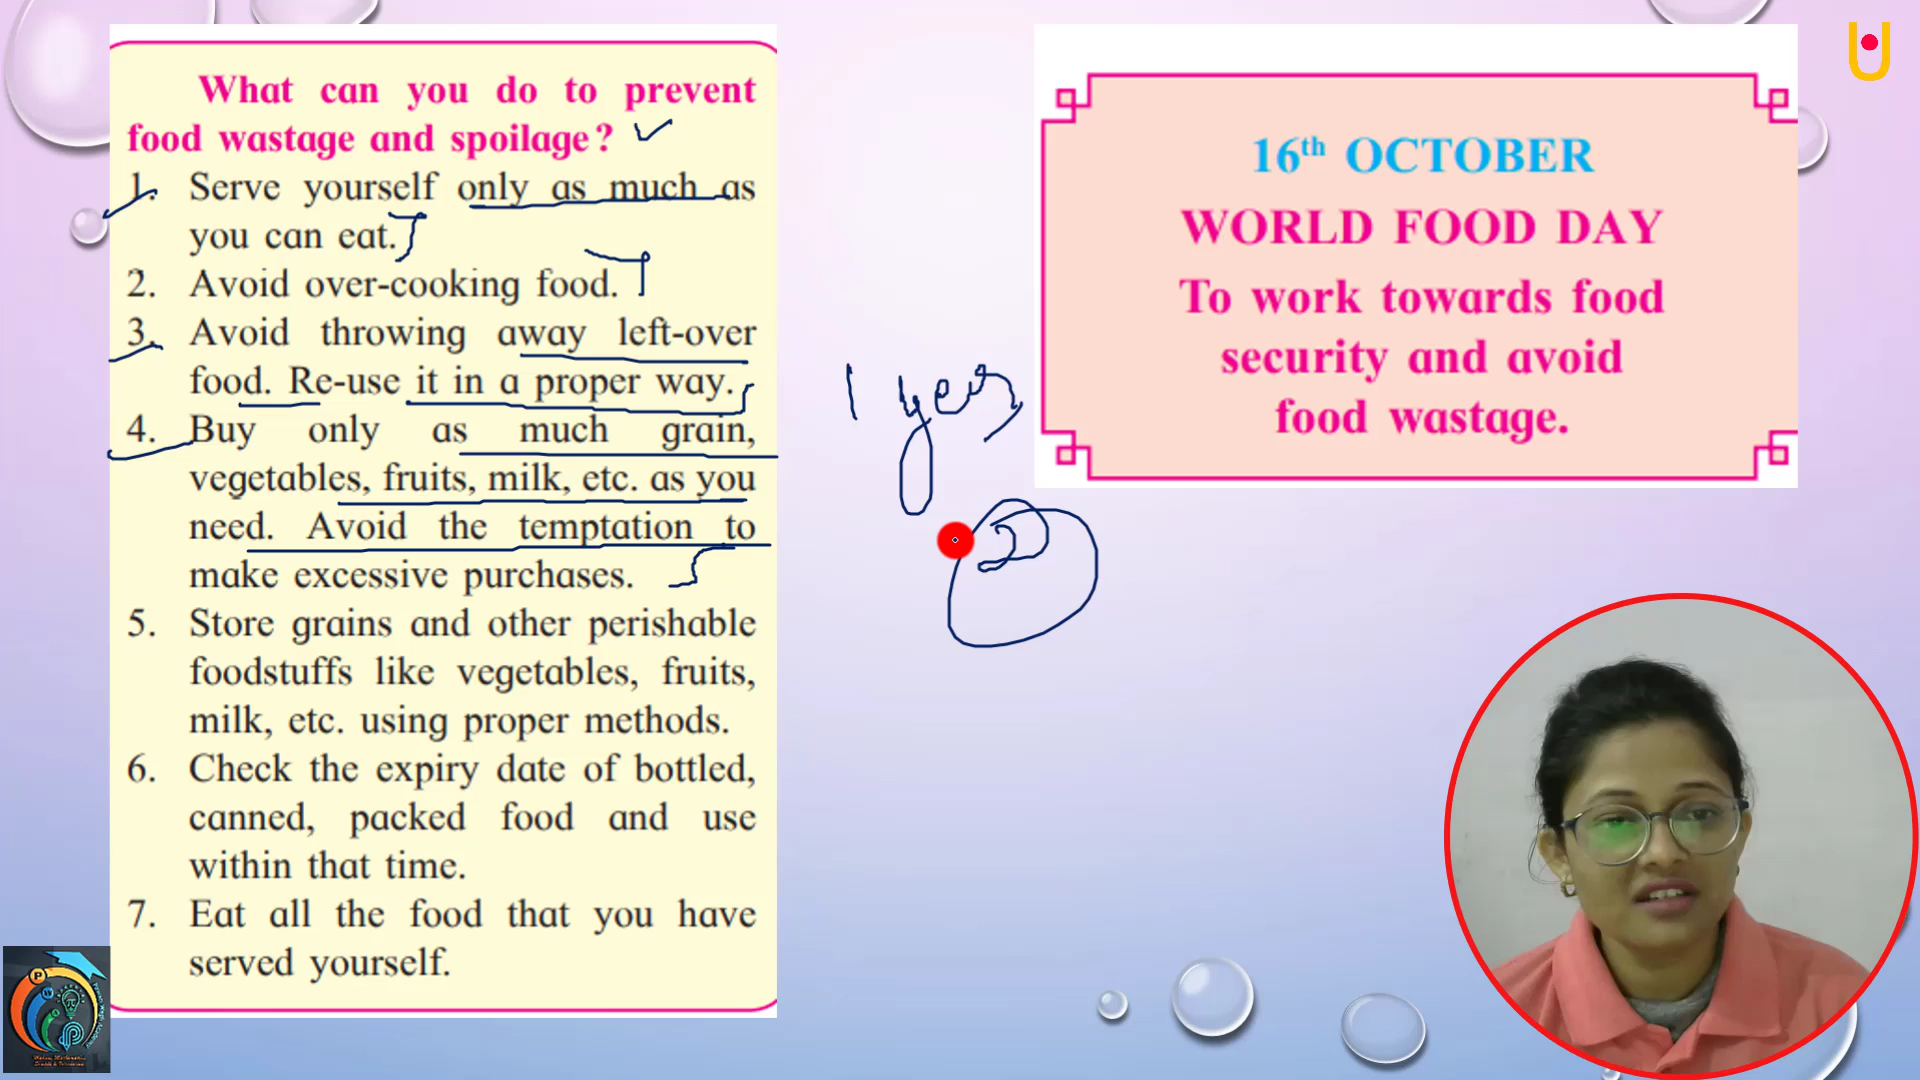 What can you do to prevent
food wastage and spoilage?
1. Serve yourself only as much as
you can eat.
2. Avoid over-cooking food.
3. Avoid throwing away left-over
food. Re-use it in a proper way.
4. Buy only as much grain,
vegetables, fruits, milk, etc. as you
need. Avoid the temptation to
make excessive purchases.
5. Store grains and other perishable
foodstuffs like vegetables, fruits,
milk, etc. using proper methods.
6. Check the expiry date of bottled,
canned, packed food and use
within that time.
7. Eat all the food that you have
served yourself.
16th OCTOBER
WORLD FOOD DAY
To work towards food
security and avoid
food wastage.
1 year